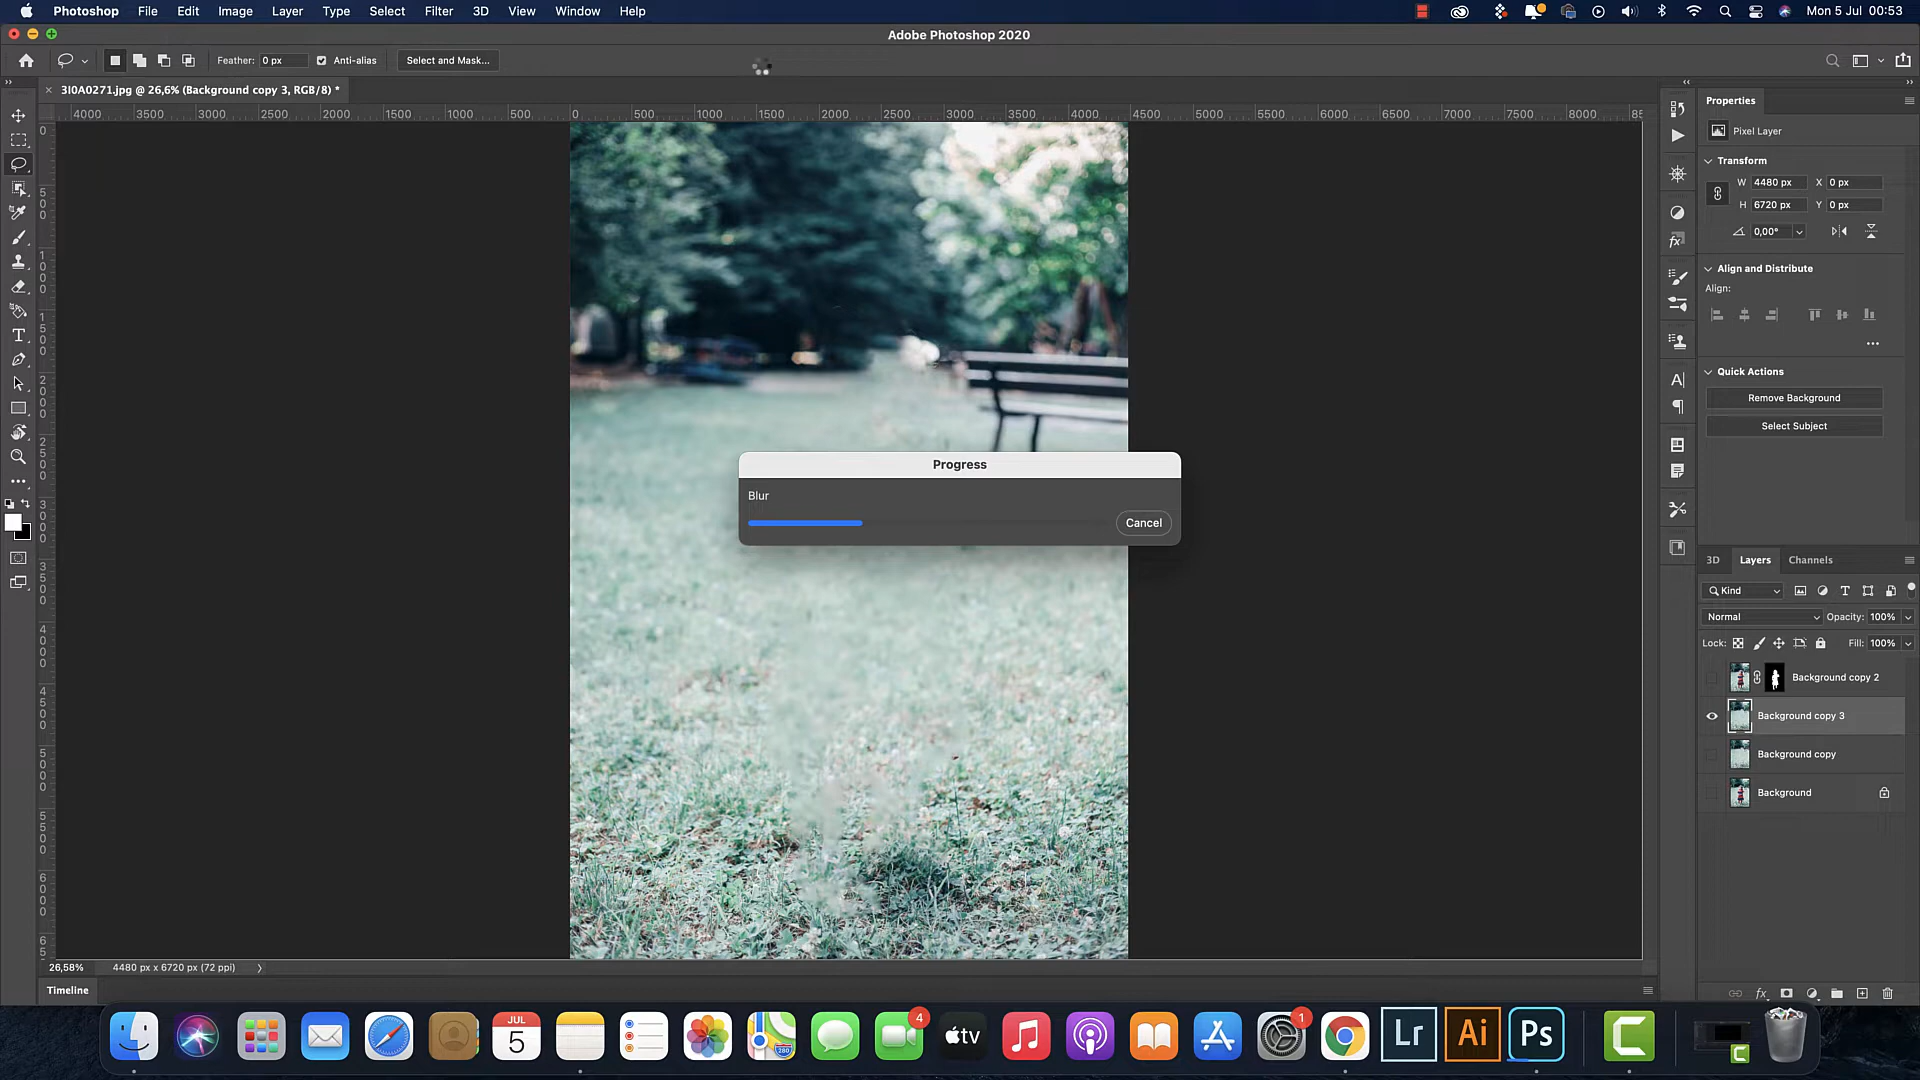 Photoshop File Edit Image Layer Type Select Filter 3D View Window Help Mon 5 Jul 00:53
Adobe Photoshop 2020
Feather: 0 px Anti-alias Select and Mask...
3I0A0271.jpg @ 26,6% (Background copy 3, RGB/8) *
4000 3500 3000 2500 2000 1500 1000 500 0 500 1000 1500 2000 2500 3000 3500 4000 4500 5000 5500 6000 6500 7000 7500 8000
Properties
Pixel Layer
Transform
W 4480 px X 0 px
H 6720 px Y 0 px
0,00°
Align and Distribute
Align:
Quick Actions
Remove Background
Select Subject
Progress
Blur
Cancel
3D Layers Channels
Kind
Normal Opacity: 100%
Lock: Fill: 100%
Background copy 2
Background copy 3
Background copy
Background
26,58% 4480 px x 6720 px (72 ppi)
Timeline
JUL
5
280
4
tv
1
Lr
Ai
Ps